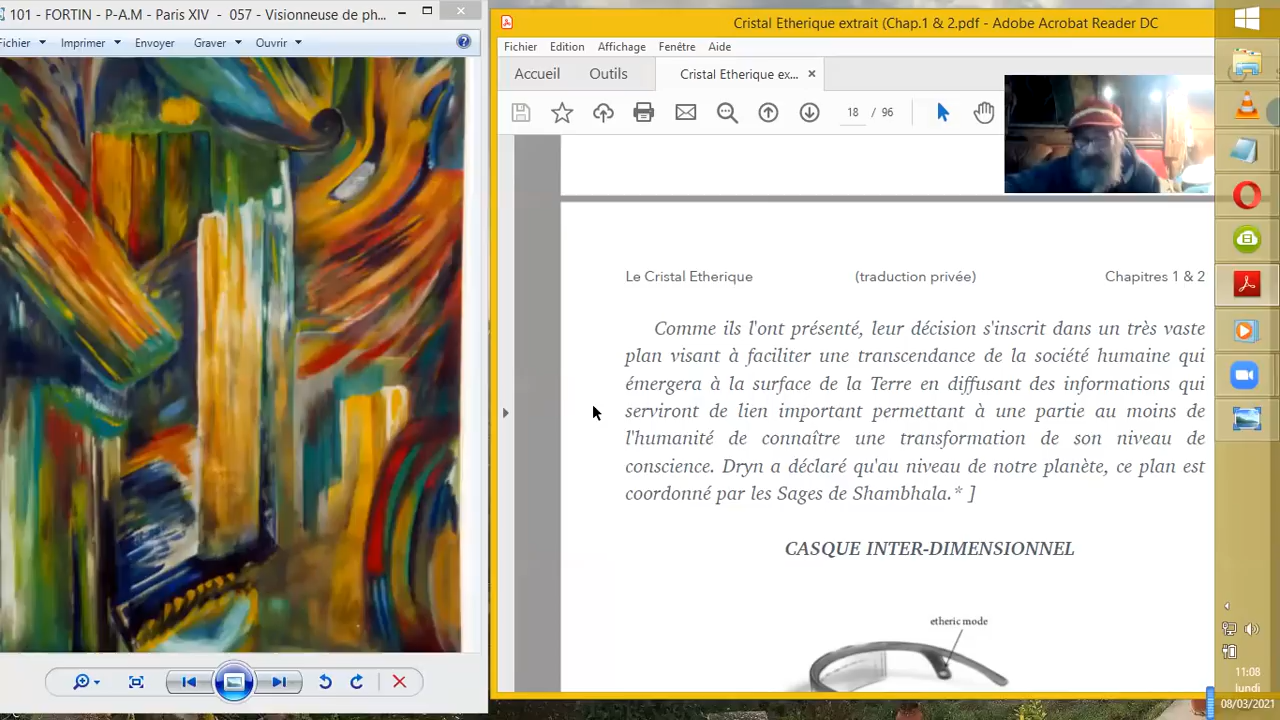 101 - FORTIN - P-A.M - Paris XIV - 057 - Visionneuse de ph...
Fichier Imprimer Envoyer Graver Ouvrir
Cristal Etherique extrait (Chap.1 & 2.pdf - Adobe Acrobat Reader DC
Fichier Edition Affichage Fenêtre Aide
Accueil Outils Cristal Etherique ex...
18 / 96
Le Cristal Etherique (traduction privée) Chapitres 1 & 2
Comme ils l'ont présenté, leur décision s'inscrit dans un très vaste
plan visant à faciliter une transcendance de la société humaine qui
émergera à la surface de la Terre en diffusant des informations qui
serviront de lien important permettant à une partie au moins de
l'humanité de connaître une transformation de son niveau de
conscience. Dryn a déclaré qu'au niveau de notre planète, ce plan est
coordonné par les Sages de Shambhala.* ]
CASQUE INTER-DIMENSIONNEL
etheric mode
11:08
lundi
08/03/2021